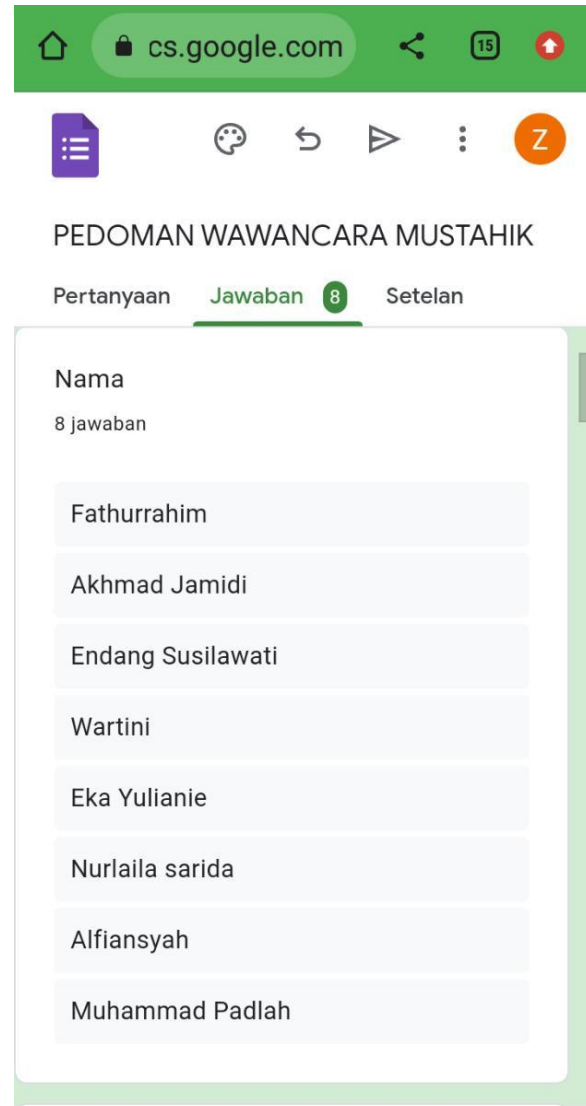 cs.google.com 15
Z
PEDOMAN WAWANCARA MUSTAHIK
Pertanyaan Jawaban 8 Setelan
Nama
8 jawaban
Fathurrahim
Akhmad Jamidi
Endang Susilawati
Wartini
Eka Yulianie
Nurlaila sarida
Alfiansyah
Muhammad Padlah